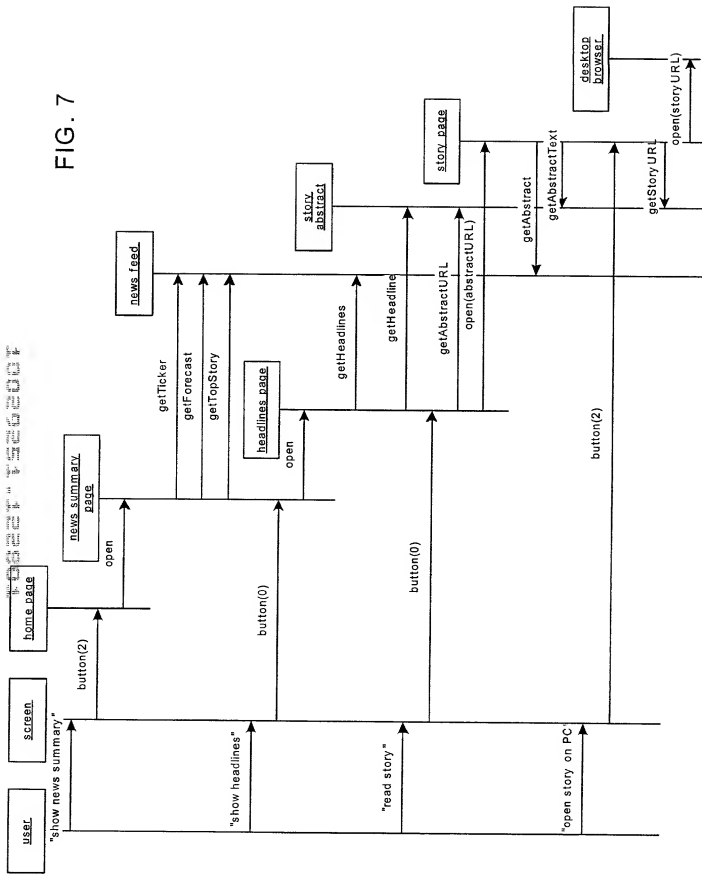 FIG. 7
user
screen
home page
news summary
page
news feed
headlines page
story
abstract
story page
desktop
browser
"show news summary"
button(2)
open
getTicker
getForecast
getTopStory
"show headlines"
button(0)
open
getHeadlines
getHeadline
"read story"
button(0)
getAbstractURL
open(abstractURL)
getAbstract
getAbstractText
"open story on PC'
button(2)
getStoryURL
open(story URL)